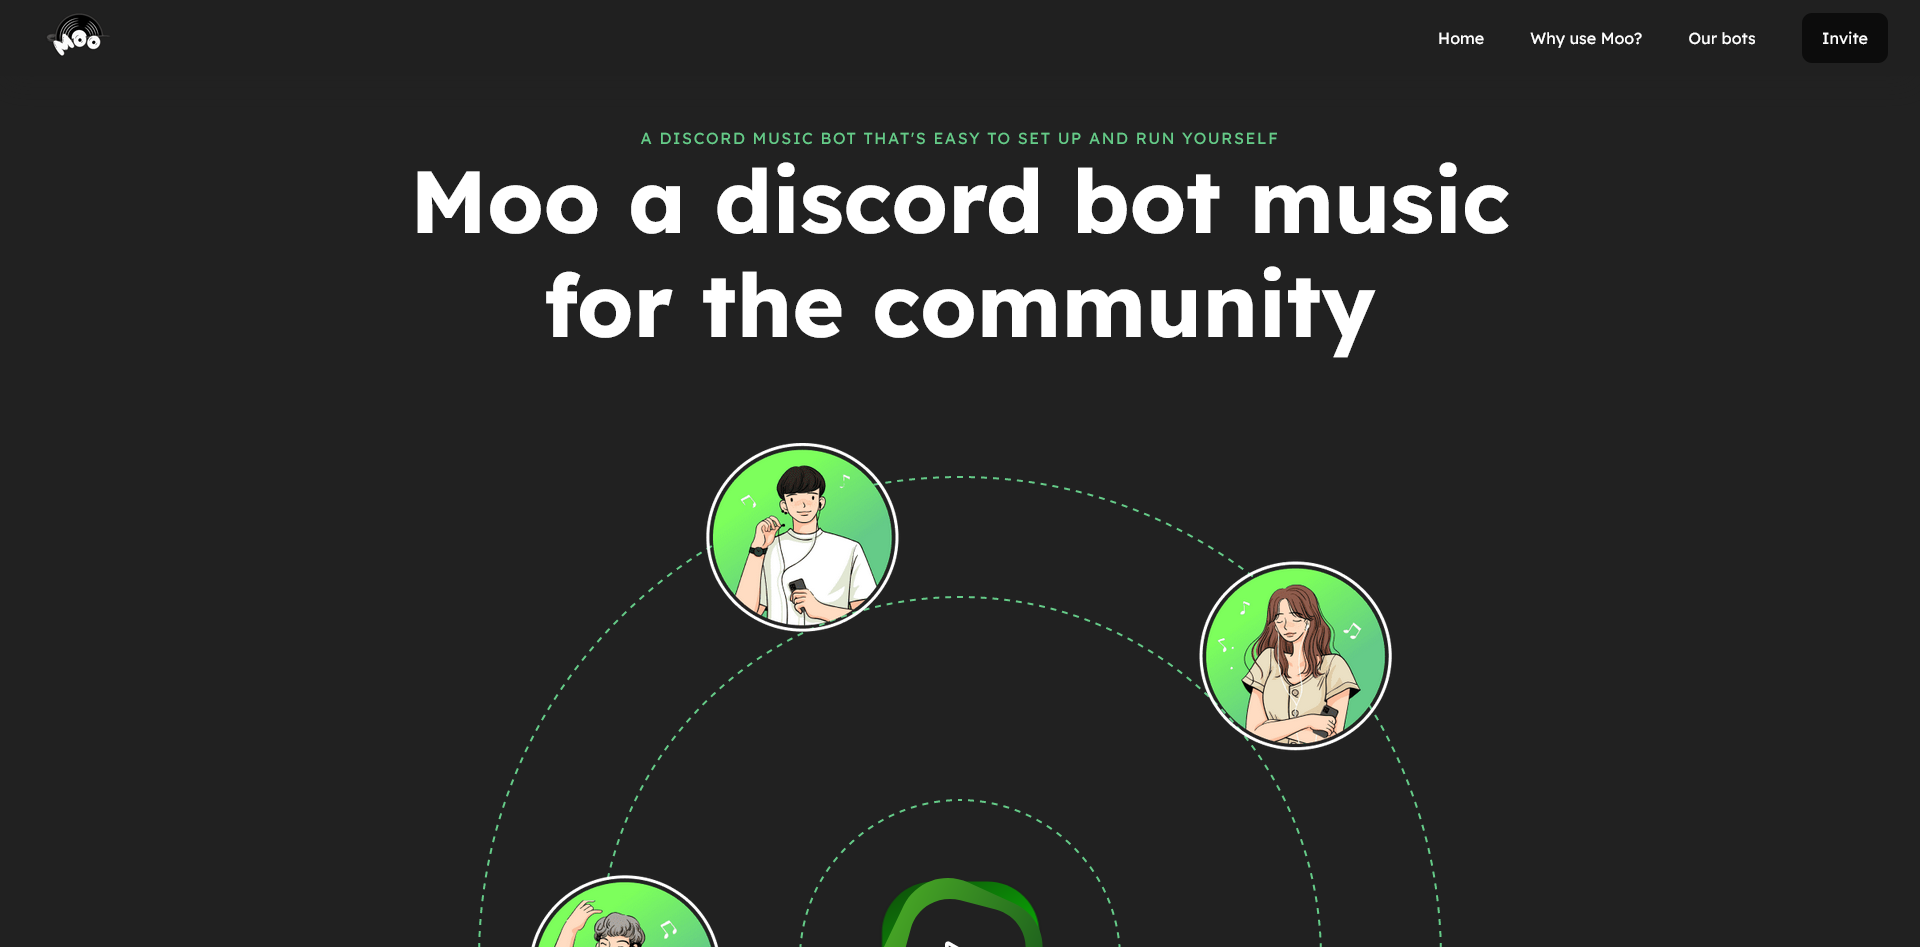 Moo
Home
Why use Moo?
Our bots
Invite
A DISCORD MUSIC BOT THAT'S EASY TO SET UP AND RUN YOURSELF
Moo a discord bot music
for the community